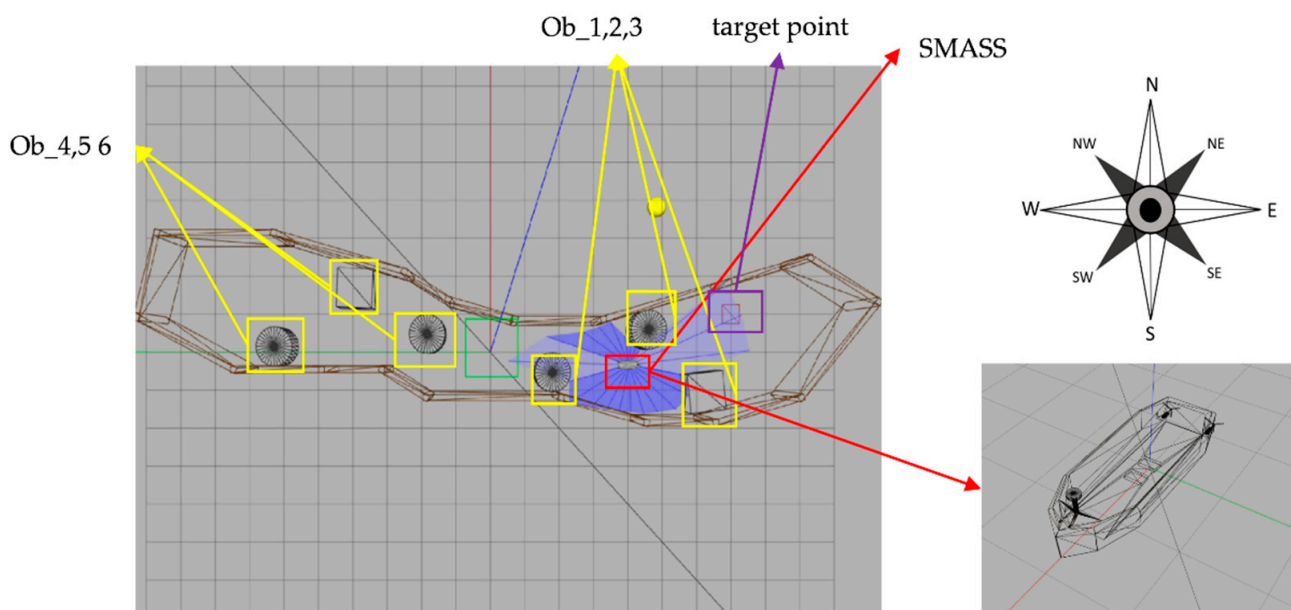 Ob_1,2,3
target point
SMASS
Ob_4,5 6
N
NW
NE
W
E
SW
SE
S